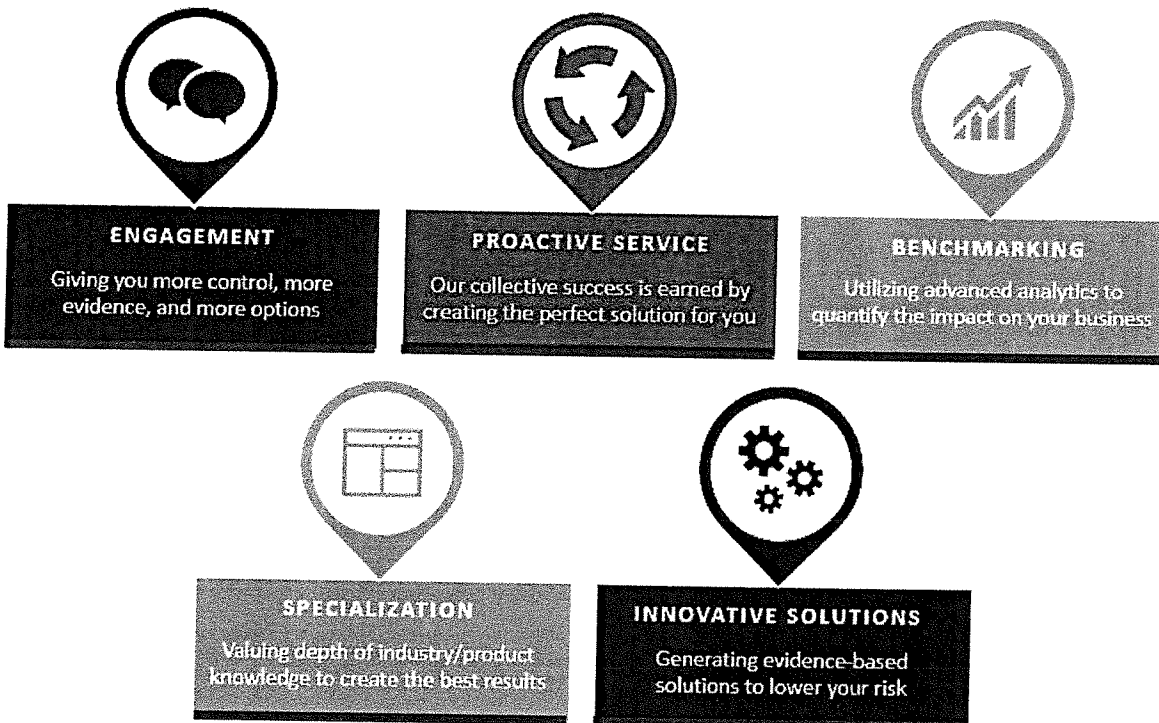 ENGAGEMENT
Giving you more control, more
evidence, and more options
PROACTIVE SERVICE
Our collective success is earned by
creating the perfect solution for you
BENCHMARKING
Utilizing advanced analytics to
quantify the impact on your business
SPECIALIZATION
Valuing depth of industry/product
knowledge to create the best results
INNOVATIVE SOLUTIONS
Generating evidence-based
solutions to lower your risk